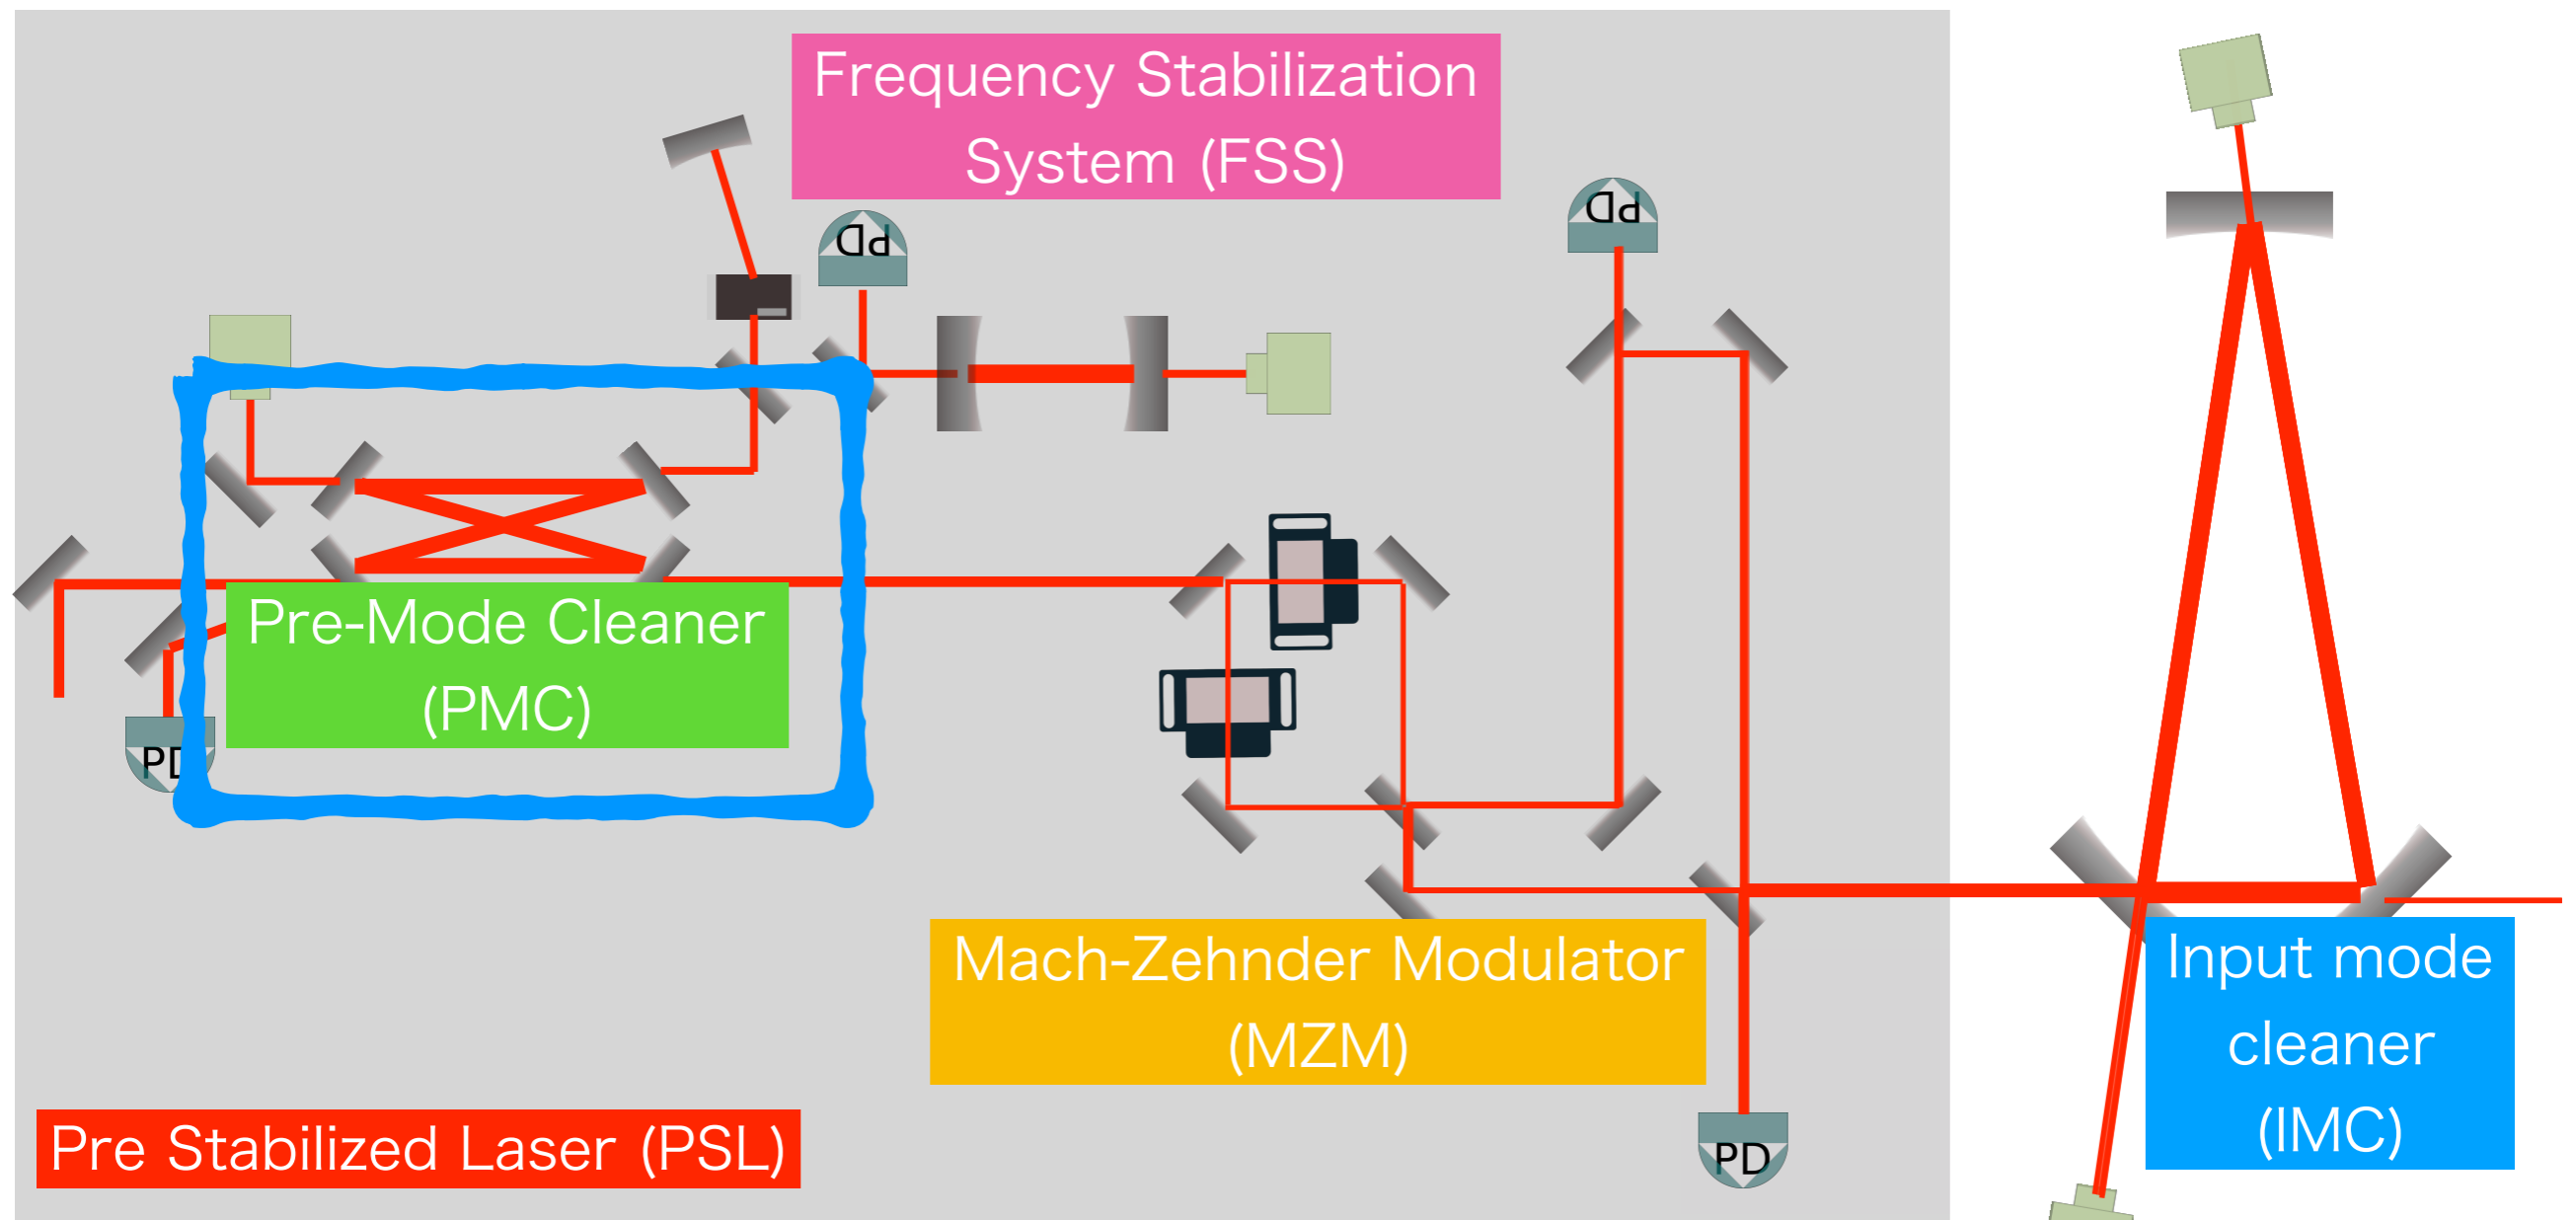 Frequency Stabilization
System (FSS)
PD
PD
Pre-Mode Cleaner
(PMC)
PD
Mach-Zehnder Modulator
(MZM)
Input mode
cleaner
(IMC)
Pre Stabilized Laser (PSL)
PD